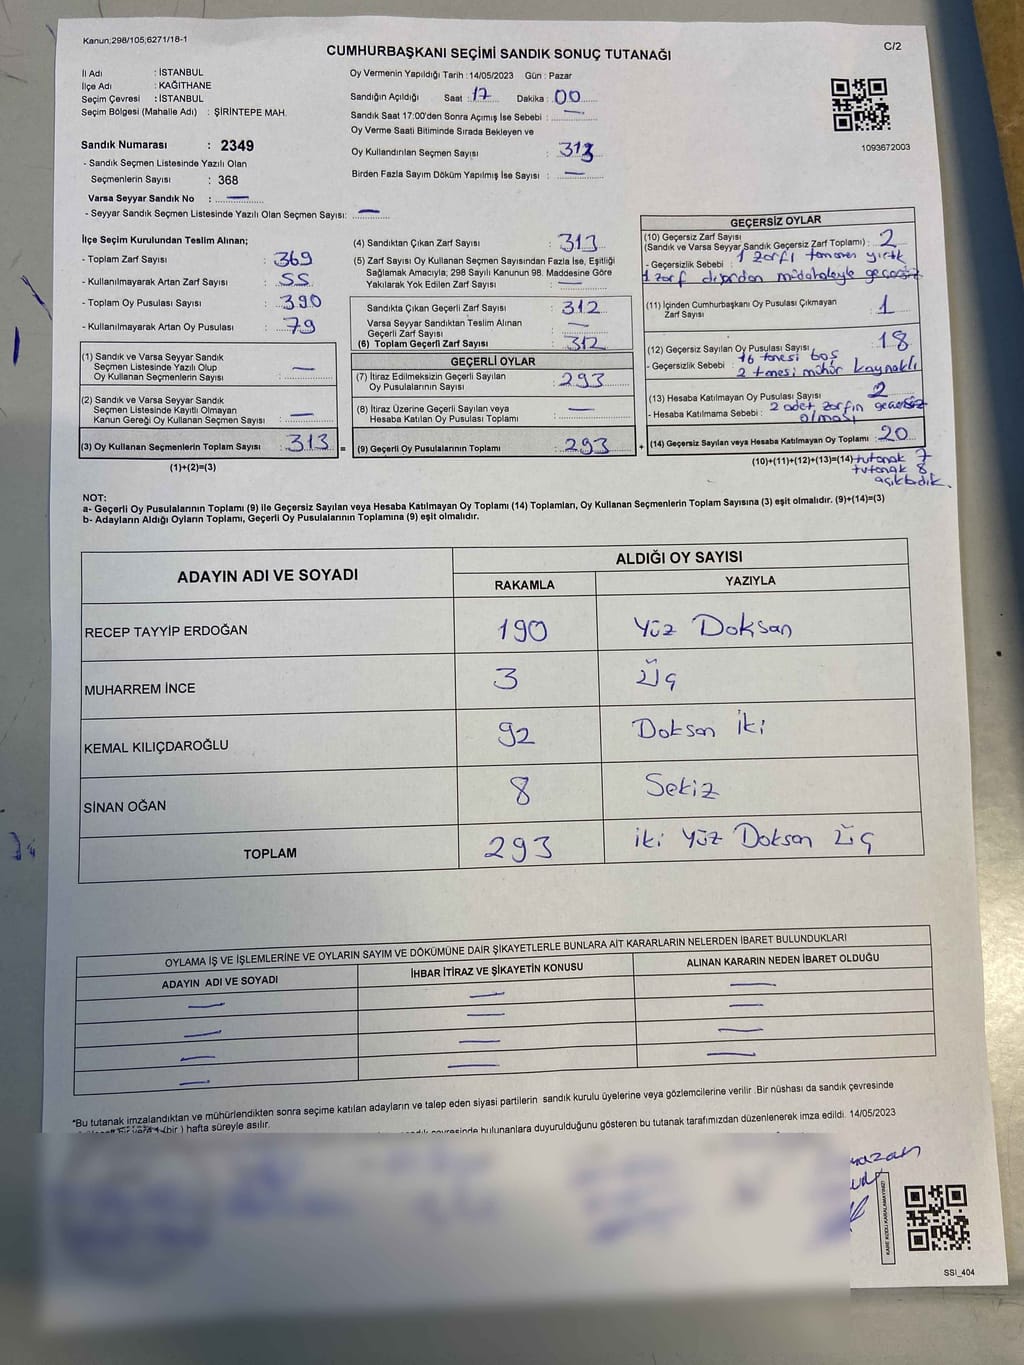 Kanun;298/105;6271/18-1
C/2
CUMHURBAŞKANI SEÇİMİ SANDIK SONUÇ TUTANAĞI
İl Adı : İSTANBUL
İlçe Adı : KAĞITHANE
Seçim Çevresi : İSTANBUL
Seçim Bölgesi (Mahalle Adı) : ŞİRİNTEPE MAH.
Sandık Numarası : 2349
- Sandık Seçmen Listesinde Yazılı Olan
Seçmenlerin Sayısı : 368
Varsa Seyyar Sandık No : —
- Seyyar Sandık Seçmen Listesinde Yazılı Olan Seçmen Sayısı: —
Oy Vermenin Yapıldığı Tarih : 14/05/2023 Gün : Pazar
Sandığın Açıldığı Saat : 17 Dakika : 00
Sandık Saat 17:00'den Sonra Açımış İse Sebebi : —
Oy Verme Saati Bitiminde Sırada Bekleyen ve
Oy Kullandırılan Seçmen Sayısı : 313
Birden Fazla Sayım Döküm Yapılmış İse Sayısı : —
1093672003
İlçe Seçim Kurulundan Teslim Alınan;
- Toplam Zarf Sayısı : 369
- Kullanılmayarak Artan Zarf Sayısı : 55
- Toplam Oy Pusulası Sayısı : 390
- Kullanılmayarak Artan Oy Pusulası : 79
(1) Sandık ve Varsa Seyyar Sandık
Seçmen Listesinde Yazılı Olup
Oy Kullanan Seçmenlerin Sayısı : —
(2) Sandık ve Varsa Seyyar Sandık
Seçmen Listesinde Kayıtlı Olmayan
Kanun Gereği Oy Kullanan Seçmen Sayısı : —
(3) Oy Kullanan Seçmenlerin Toplam Sayısı : 313 =
(1)+(2)=(3)
(4) Sandıktan Çıkan Zarf Sayısı : 313
(5) Zarf Sayısı Oy Kullanan Seçmen Sayısından Fazla İse, Eşitliği
Sağlamak Amacıyla; 298 Sayılı Kanunun 98. Maddesine Göre
Yakılarak Yok Edilen Zarf Sayısı : —
Sandıkta Çıkan Geçerli Zarf Sayısı : 312
Varsa Seyyar Sandıktan Teslim Alınan
Geçerli Zarf Sayısı : —
(6) Toplam Geçerli Zarf Sayısı : 312
GEÇERLİ OYLAR
(7) İtiraz Edilmeksizin Geçerli Sayılan
Oy Pusulalarının Sayısı : 293
(8) İtiraz Üzerine Geçerli Sayılan veya
Hesaba Katılan Oy Pusulası Toplamı : —
(9) Geçerli Oy Pusulalarının Toplamı : 293 +
GEÇERSİZ OYLAR
(10) Geçersiz Zarf Sayısı
(Sandık ve Varsa Seyyar Sandık Geçersiz Zarf Toplamı) : 2
- Geçersizlik Sebebi : 1 zarfı tamamen yırtık
1 zarf dışarıdan müdahaleyle geçersiz
(11) İçinden Cumhurbaşkanı Oy Pusulası Çıkmayan
Zarf Sayısı : 1
(12) Geçersiz Sayılan Oy Pusulası Sayısı : 18
- Geçersizlik Sebebi : 16 tanesi boş
2 tanesi mühür kaynaklı
(13) Hesaba Katılmayan Oy Pusulası Sayısı : 2
- Hesaba Katılmama Sebebi : 2 adet zarfın geçersiz
olması
(14) Geçersiz Sayılan veya Hesaba Katılmayan Oy Toplamı : 20
(10)+(11)+(12)+(13)=(14) tutanak 7
tutanak 8
NOT:
a- Geçerli Oy Pusulalarının Toplamı (9) ile Geçersiz Sayılan veya Hesaba Katılmayan Oy Toplamı (14) Toplamları, Oy Kullanan Seçmenlerin Toplam Sayısına (3) eşit olmalıdır. (9)+(14)=(3)
b- Adayların Aldığı Oyların Toplamı, Geçerli Oy Pusulalarının Toplamına (9) eşit olmalıdır.
ADAYIN ADI VE SOYADI
ALDIĞI OY SAYISI
RAKAMLA YAZIYLA
RECEP TAYYİP ERDOĞAN 190 Yüz Doksan
MUHARREM İNCE 3 Üç
KEMAL KILIÇDAROĞLU 92 Doksan iki
SİNAN OĞAN 8 Sekiz
TOPLAM 293 iki Yüz Doksan Üç
OYLAMA İŞ VE İŞLEMLERİNE VE OYLARIN SAYIM VE DÖKÜMÜNE DAİR ŞİKAYETLERLE BUNLARA AİT KARARLARIN NELERDEN İBARET BULUNDUKLARI
ADAYIN ADI VE SOYADI İHBAR İTİRAZ VE ŞİKAYETİN KONUSU ALINAN KARARIN NEDEN İBARET OLDUĞU
*Bu tutanak imzalandıktan ve mühürlendikten sonra seçime katılan adayların ve talep eden siyasi partilerin sandık kurulu üyelerine veya gözlemcilerine verilir .Bir nüshası da sandık çevresinde
(bir ) hafta süreyle asılır.
bulunanlara duyurulduğunu gösteren bu tutanak tarafımızdan düzenlenerek imza edildi. 14/05/2023
KARE KODU KARALAMAYINIZ!
SSI_404